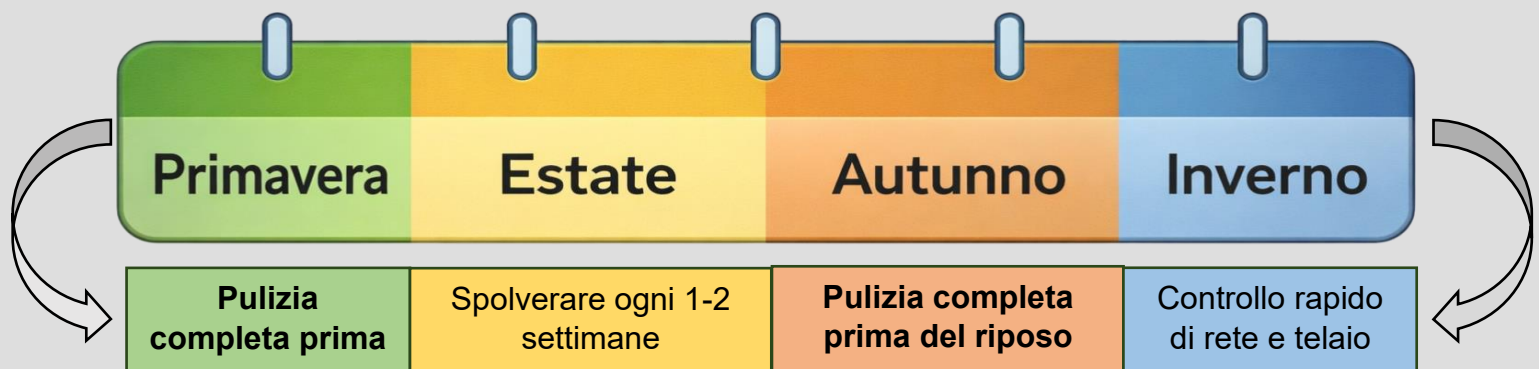 Primavera
Estate
Autunno
Inverno
Pulizia
completa prima
Spolverare ogni 1-2
settimane
Pulizia completa
prima del riposo
Controllo rapido
di rete e telaio